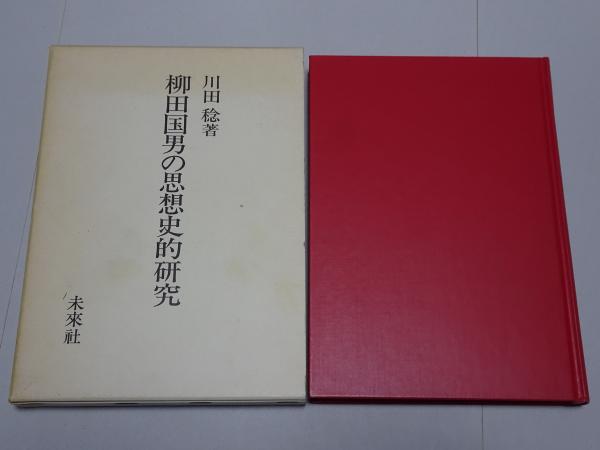 川田 稔著
柳田国男の思想史的研究
未來社